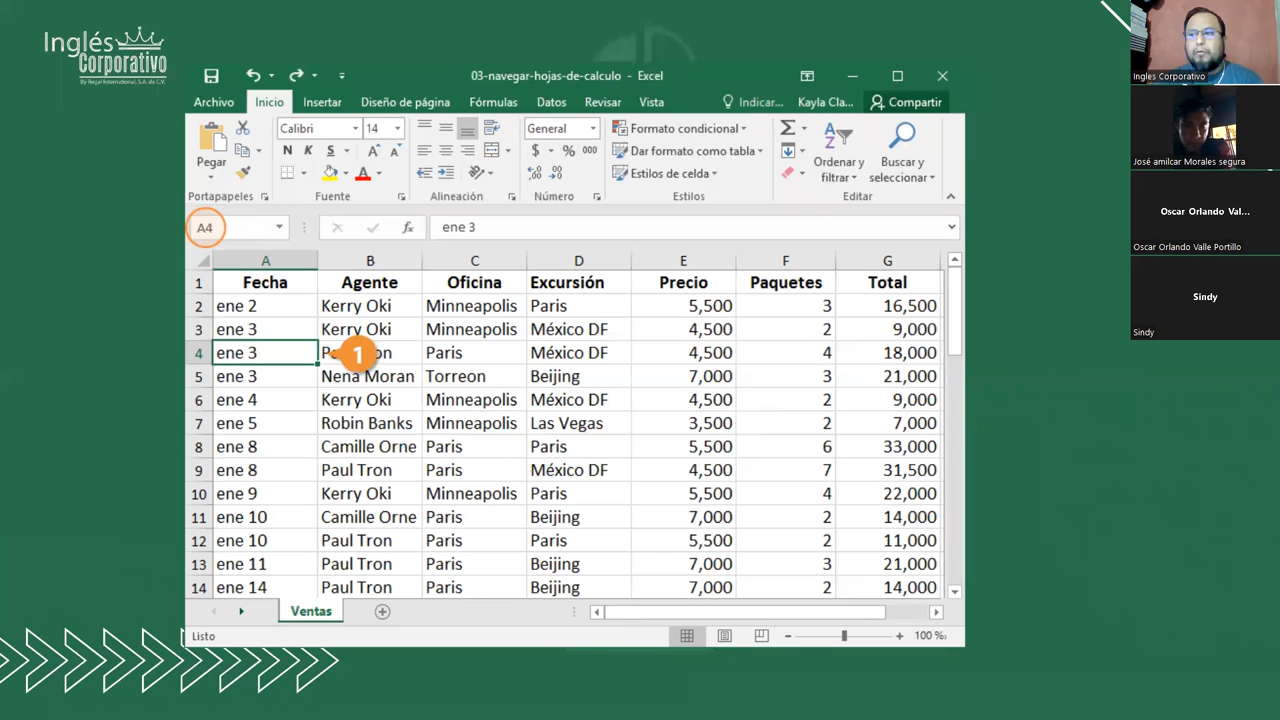 Inglés
Corporativo
By Regal International, S.A. de C.V.
03-navegar-hojas-de-calculo - Excel
Archivo Inicio Insertar Diseño de página Fórmulas Datos Revisar Vista Indicar... Kayla Cla... Compartir
Pegar
Calibri 14
N K S A A
A
General
$ % 000
Formato condicional
Dar formato como tabla
Estilos de celda
Ordenary
filtrar
Buscar y
seleccionar
Portapapeles Fuente Alineación Número Estilos Editar
A4 fx ene 3
A B C D E F G
1 Fecha Agente Oficina Excursión Precio Paquetes Total
2 ene 2 Kerry Oki Minneapolis Paris 5,500 3 16,500
3 ene 3 Kerry Oki Minneapolis México DF 4,500 2 9,000
4 ene 3 1 Paris México DF 4,500 4 18,000
5 ene 3 Nena Moran Torreon Beijing 7,000 3 21,000
6 ene 4 Kerry Oki Minneapolis México DF 4,500 2 9,000
7 ene 5 Robin Banks Minneapolis Las Vegas 3,500 2 7,000
8 ene 8 Camille Orne Paris Paris 5,500 6 33,000
9 ene 8 Paul Tron Paris México DF 4,500 7 31,500
10 ene 9 Kerry Oki Minneapolis Paris 5,500 4 22,000
11 ene 10 Camille Orne Paris Beijing 7,000 2 14,000
12 ene 10 Paul Tron Paris Paris 5,500 2 11,000
13 ene 11 Paul Tron Paris Beijing 7,000 3 21,000
14 ene 14 Paul Tron Paris Beijing 7,000 2 14,000
Ventas
Listo 100 %
Ingles Corporativo
José amilcar Morales segura
Oscar Orlando Val...
Oscar Orlando Valle Portillo
Sindy
Sindy